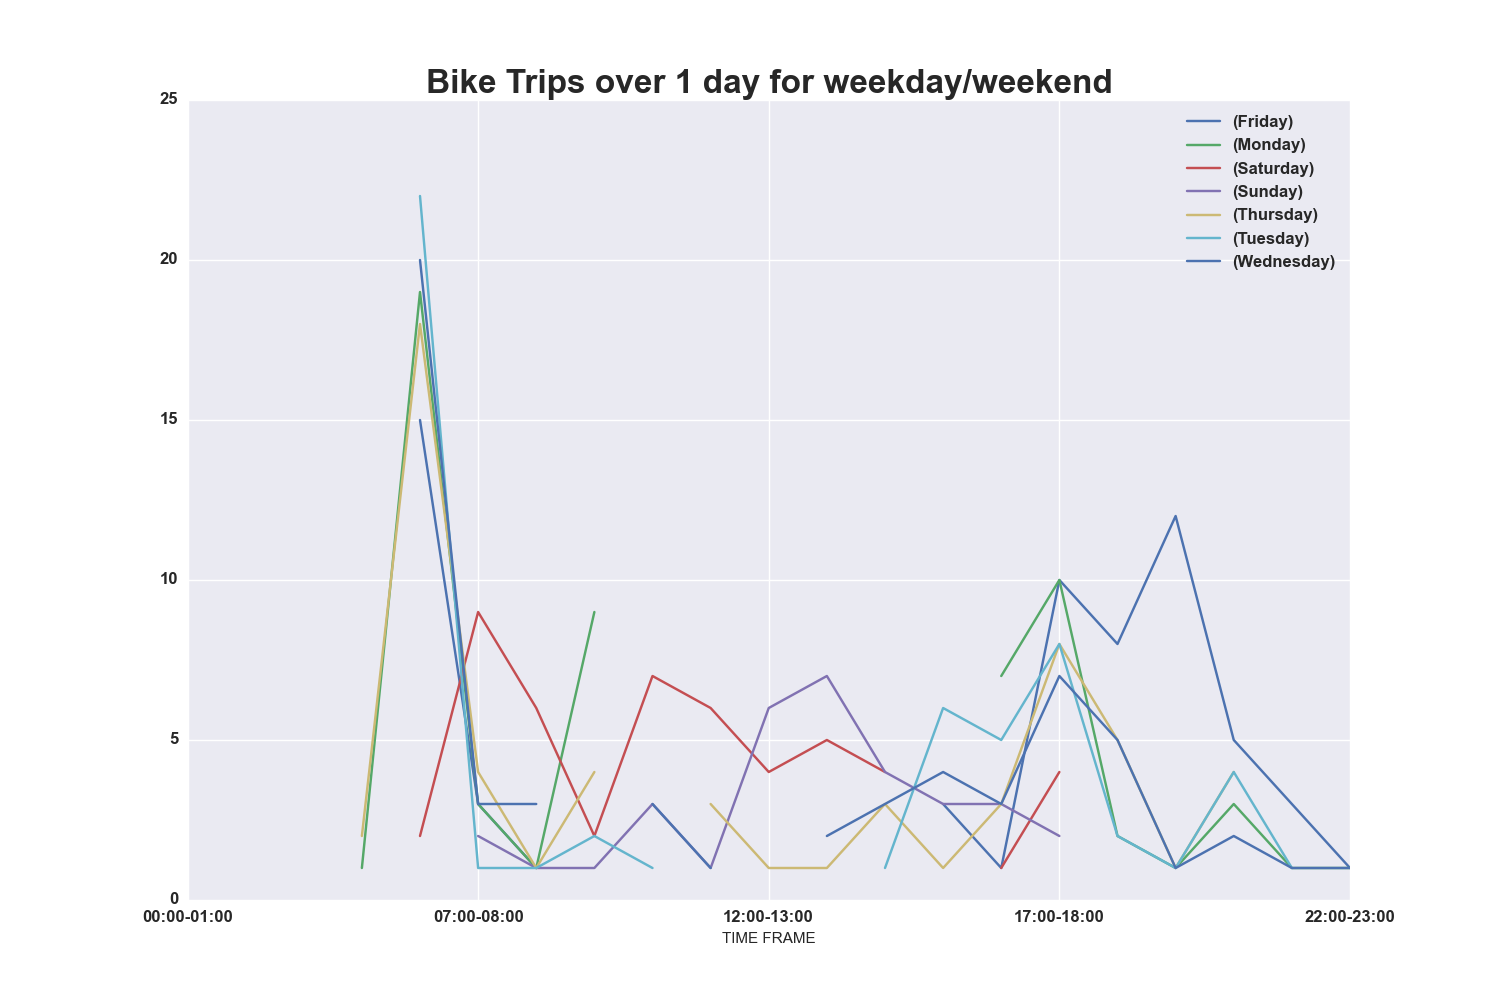 Bike Trips over 1 day for weekday/weekend
25
20
15
10
5
0
(Friday)
(Monday)
(Saturday)
(Sunday)
(Thursday)
(Tuesday)
(Wednesday)
00:00-01:00 07:00-08:00 12:00-13:00 17:00-18:00 22:00-23:00
TIME FRAME